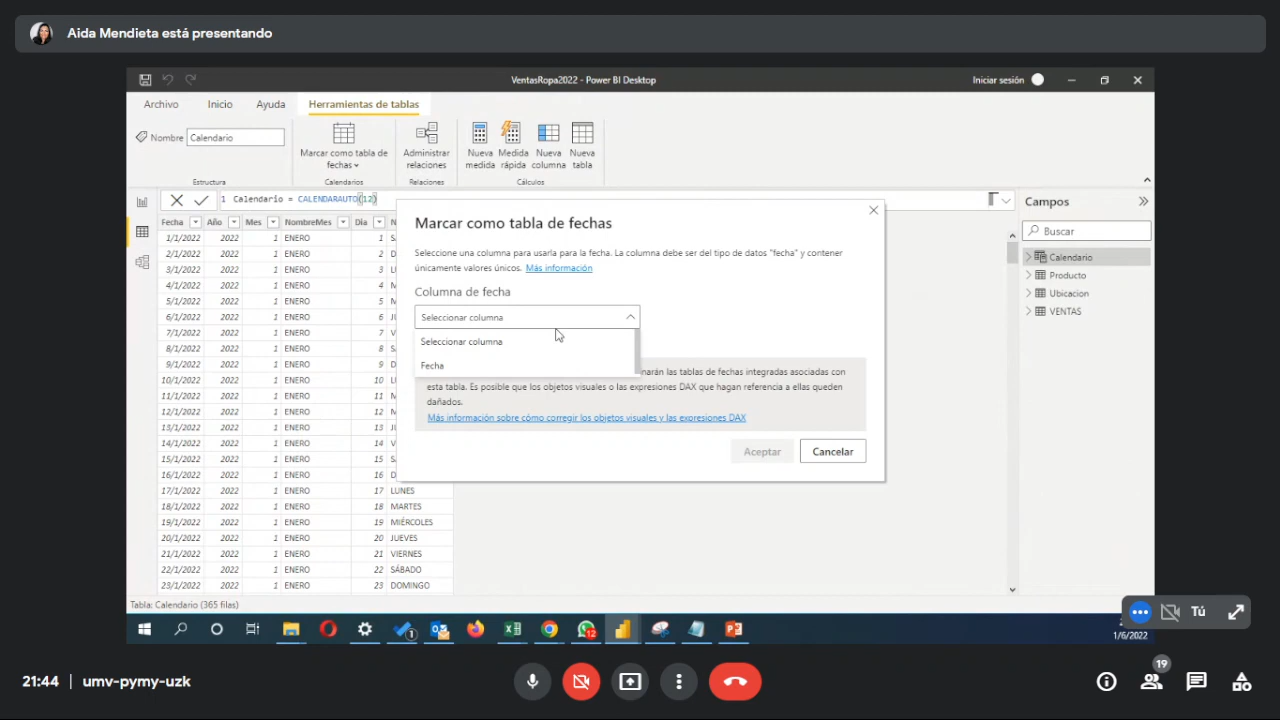 Aida Mendieta está presentando
VentasRopa2022 - Power BI Desktop
Iniciar sesión
Archivo Inicio Ayuda Herramientas de tablas
Nombre Calendario
Marcar como tabla de fechas
Administrar relaciones
Nueva medida
Medida rápida
Nueva columna
Nueva tabla
Estructura Calendarios Relaciones Cálculos
1 Calendario = CALENDARAUTO(12)
Fecha Año Mes NombreMes Dia
1/1/2022 2022 1 ENERO 1
2/1/2022 2022 1 ENERO 2
3/1/2022 2022 1 ENERO 3
4/1/2022 2022 1 ENERO 4
5/1/2022 2022 1 ENERO 5
6/1/2022 2022 1 ENERO 6
7/1/2022 2022 1 ENERO 7
8/1/2022 2022 1 ENERO 8
9/1/2022 2022 1 ENERO 9
10/1/2022 2022 1 ENERO 10
11/1/2022 2022 1 ENERO 11
12/1/2022 2022 1 ENERO 12
13/1/2022 2022 1 ENERO 13
14/1/2022 2022 1 ENERO 14
15/1/2022 2022 1 ENERO 15
16/1/2022 2022 1 ENERO 16
17/1/2022 2022 1 ENERO 17 LUNES
18/1/2022 2022 1 ENERO 18 MARTES
19/1/2022 2022 1 ENERO 19 MIÉRCOLES
20/1/2022 2022 1 ENERO 20 JUEVES
21/1/2022 2022 1 ENERO 21 VIERNES
22/1/2022 2022 1 ENERO 22 SÁBADO
23/1/2022 2022 1 ENERO 23 DOMINGO
Tabla: Calendario (365 filas)
Marcar como tabla de fechas
Seleccione una columna para usarla para la fecha. La columna debe ser del tipo de datos "fecha" y contener
únicamente valores únicos. Más información
Columna de fecha
Seleccionar columna
Seleccionar columna
Fecha
narán las tablas de fechas integradas asociadas con
esta tabla. Es posible que los objetos visuales o las expresiones DAX que hagan referencia a ellas queden
dañados.
Más información sobre cómo corregir los objetos visuales y las expresiones DAX
Aceptar Cancelar
Campos
Buscar
Calendario
Producto
Ubicacion
VENTAS
Tú
1/6/2022
12
1
21:44 | umv-pymy-uzk
19